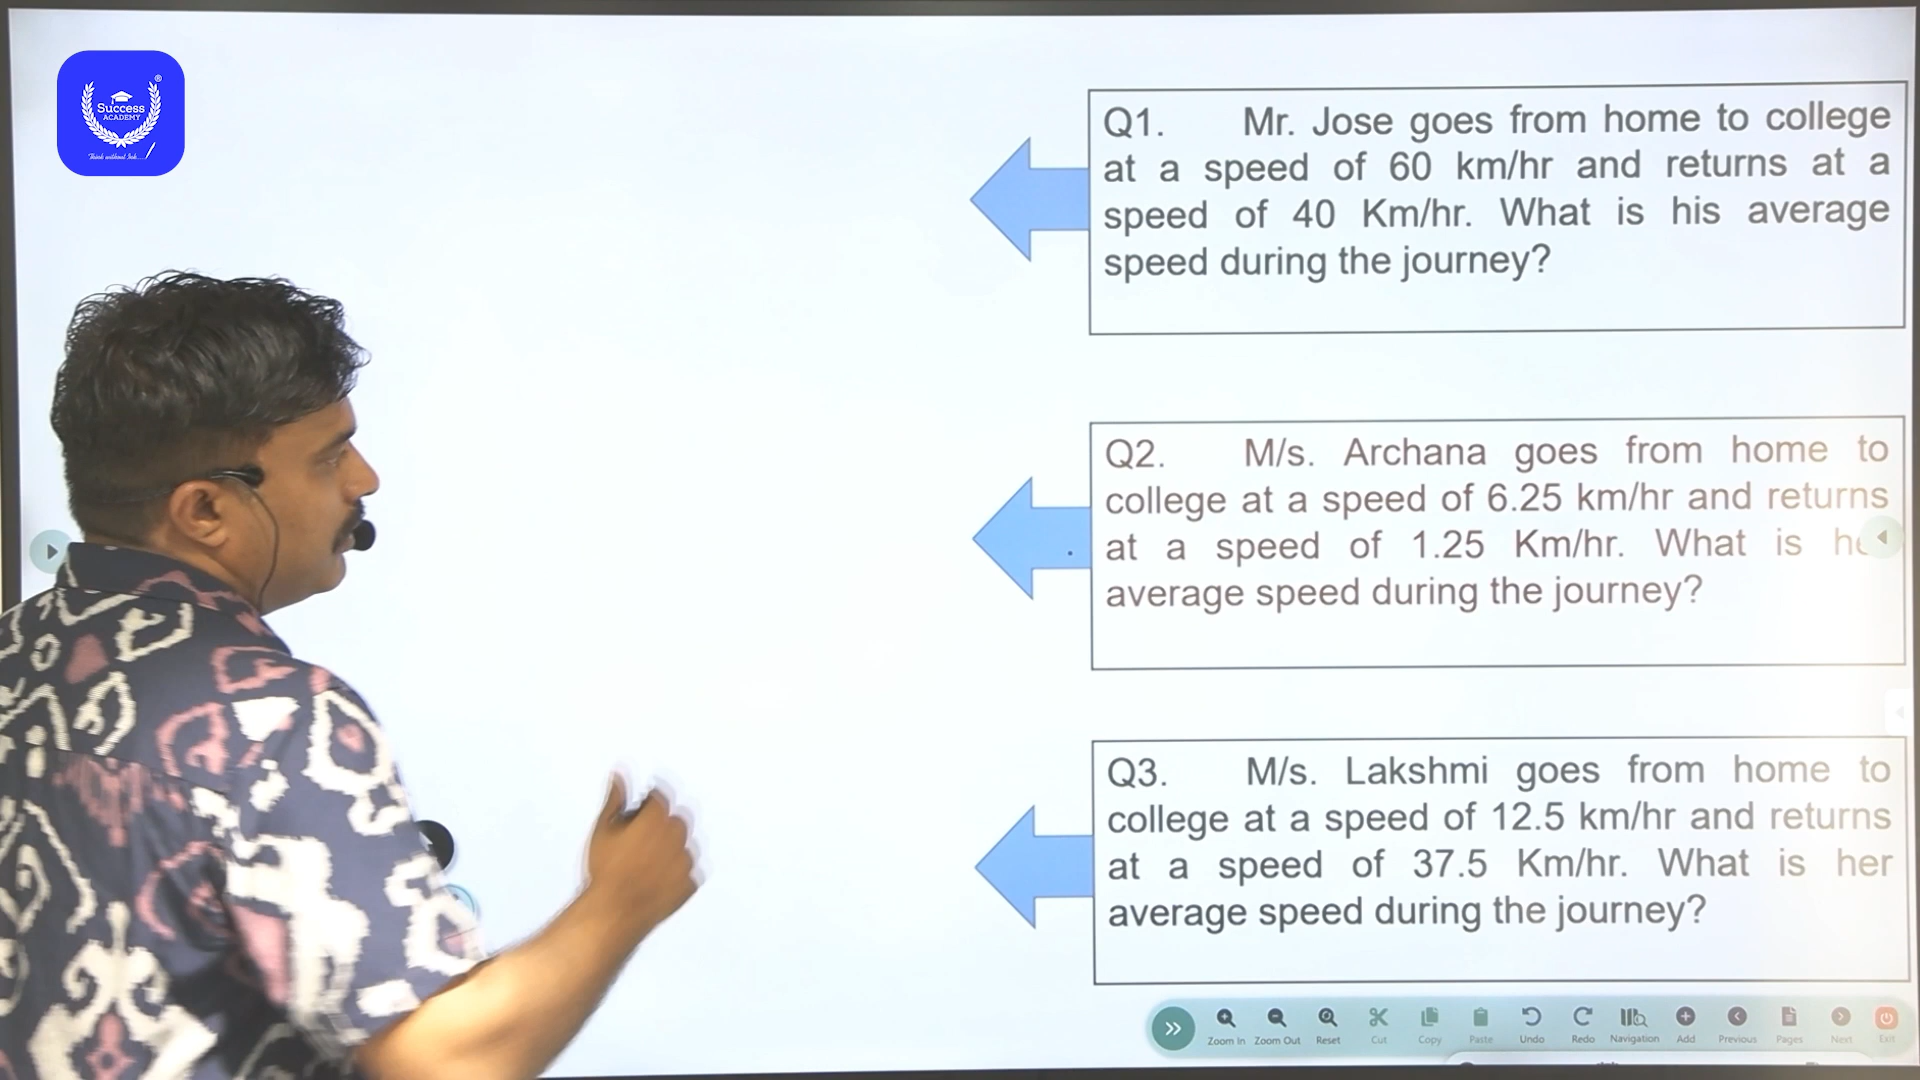 Success
ACADEMY
®
Think without Ink....
Q1. Mr. Jose goes from home to college
at a speed of 60 km/hr and returns at a
speed of 40 Km/hr. What is his average
speed during the journey?
Q2. M/s. Archana goes from home to
college at a speed of 6.25 km/hr and returns
at a speed of 1.25 Km/hr. What is
average speed during the journey?
Q3. M/s. Lakshmi goes from home to
college at a speed of 12.5 km/hr and returns
at a speed of 37.5 Km/hr. What is her
average speed during the journey?
Zoom In Zoom Out Reset Cut Copy Paste Undo Redo Navigation Add Previous Pages Next Exit